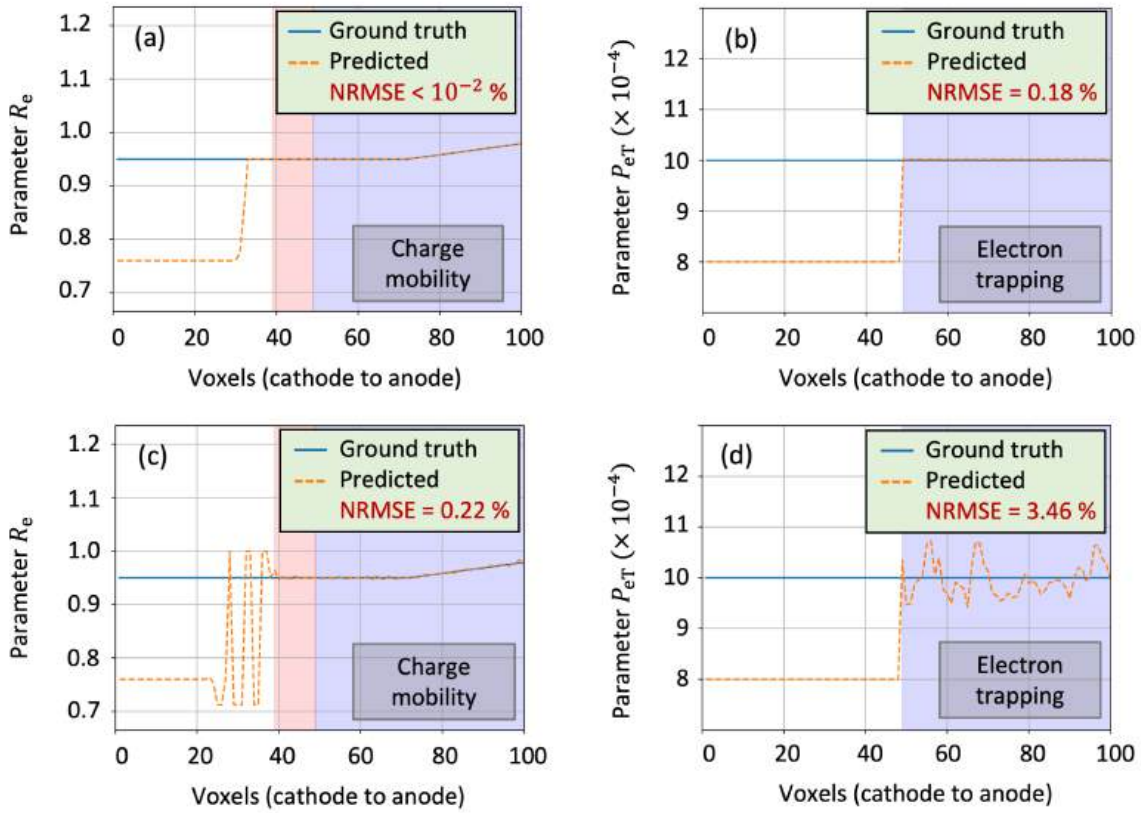 (a)
Ground truth
Predicted
NRMSE < 10⁻² %
Charge
mobility
Parameter Rₑ
1.2
1.1
1.0
0.9
0.8
0.7
0 20 40 60 80 100
Voxels (cathode to anode)
(b)
Ground truth
Predicted
NRMSE = 0.18 %
Electron
trapping
Parameter P_eT (× 10⁻⁴)
12
11
10
9
8
0 20 40 60 80 100
Voxels (cathode to anode)
(c)
Ground truth
Predicted
NRMSE = 0.22 %
Charge
mobility
Parameter Rₑ
1.2
1.1
1.0
0.9
0.8
0.7
0 20 40 60 80 100
Voxels (cathode to anode)
(d)
Ground truth
Predicted
NRMSE = 3.46 %
Electron
trapping
Parameter P_eT (× 10⁻⁴)
12
11
10
9
8
0 20 40 60 80 100
Voxels (cathode to anode)